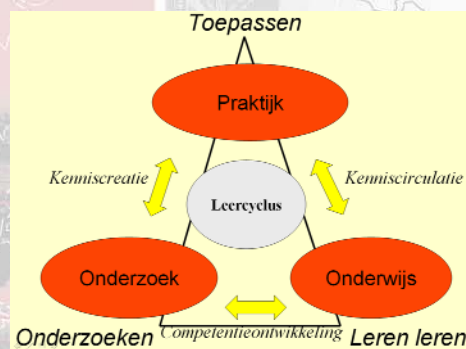 Toepassen
Praktijk
Kenniscreatie
Kenniscirculatie
Leercyclus
Onderzoek
Onderwijs
Competentieontwikkeling
Onderzoeken
Leren leren